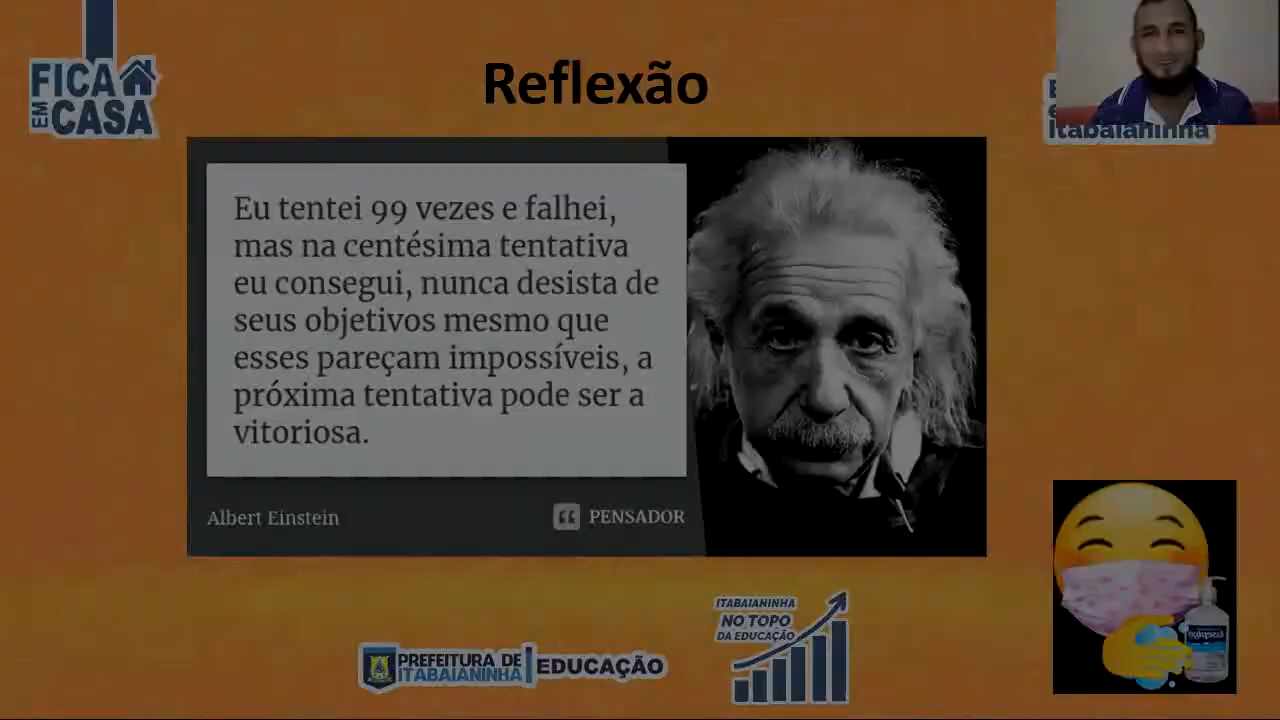 FICA
EM
CASA
Reflexão
Itabaianinha
Eu tentei 99 vezes e falhei,
mas na centésima tentativa
eu consegui, nunca desista de
seus objetivos mesmo que
esses pareçam impossíveis, a
próxima tentativa pode ser a
vitoriosa.
Albert Einstein
PENSADOR
ITABAIANINHA
NO TOPO
DA EDUCAÇÃO
PREFEITURA DE
ITABAIANINHA
EDUCAÇÃO